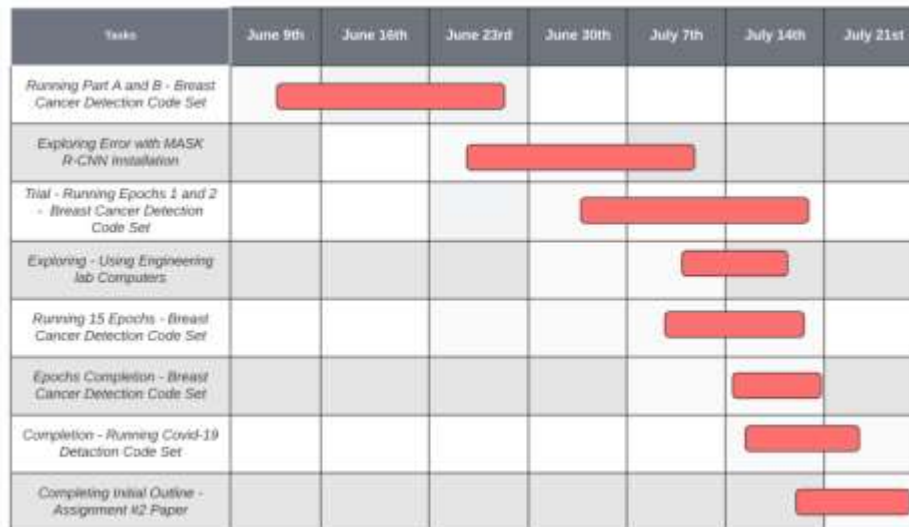 Tasks
June 9th
June 16th
June 23rd
June 30th
July 7th
July 14th
July 21st
Running Part A and B - Breast
Cancer Detection Code Set
Exploring Error with MASK
R-CNN Installation
Trial - Running Epochs 1 and 2
- Breast Cancer Detection
Code Set
Exploring - Using Engineering
lab Computers
Running 15 Epochs - Breast
Cancer Detection Code Set
Epochs Completion - Breast
Cancer Detection Code Set
Completion - Running Covid-19
Detaction Code Set
Completing Initial Outline -
Assignment #2 Paper